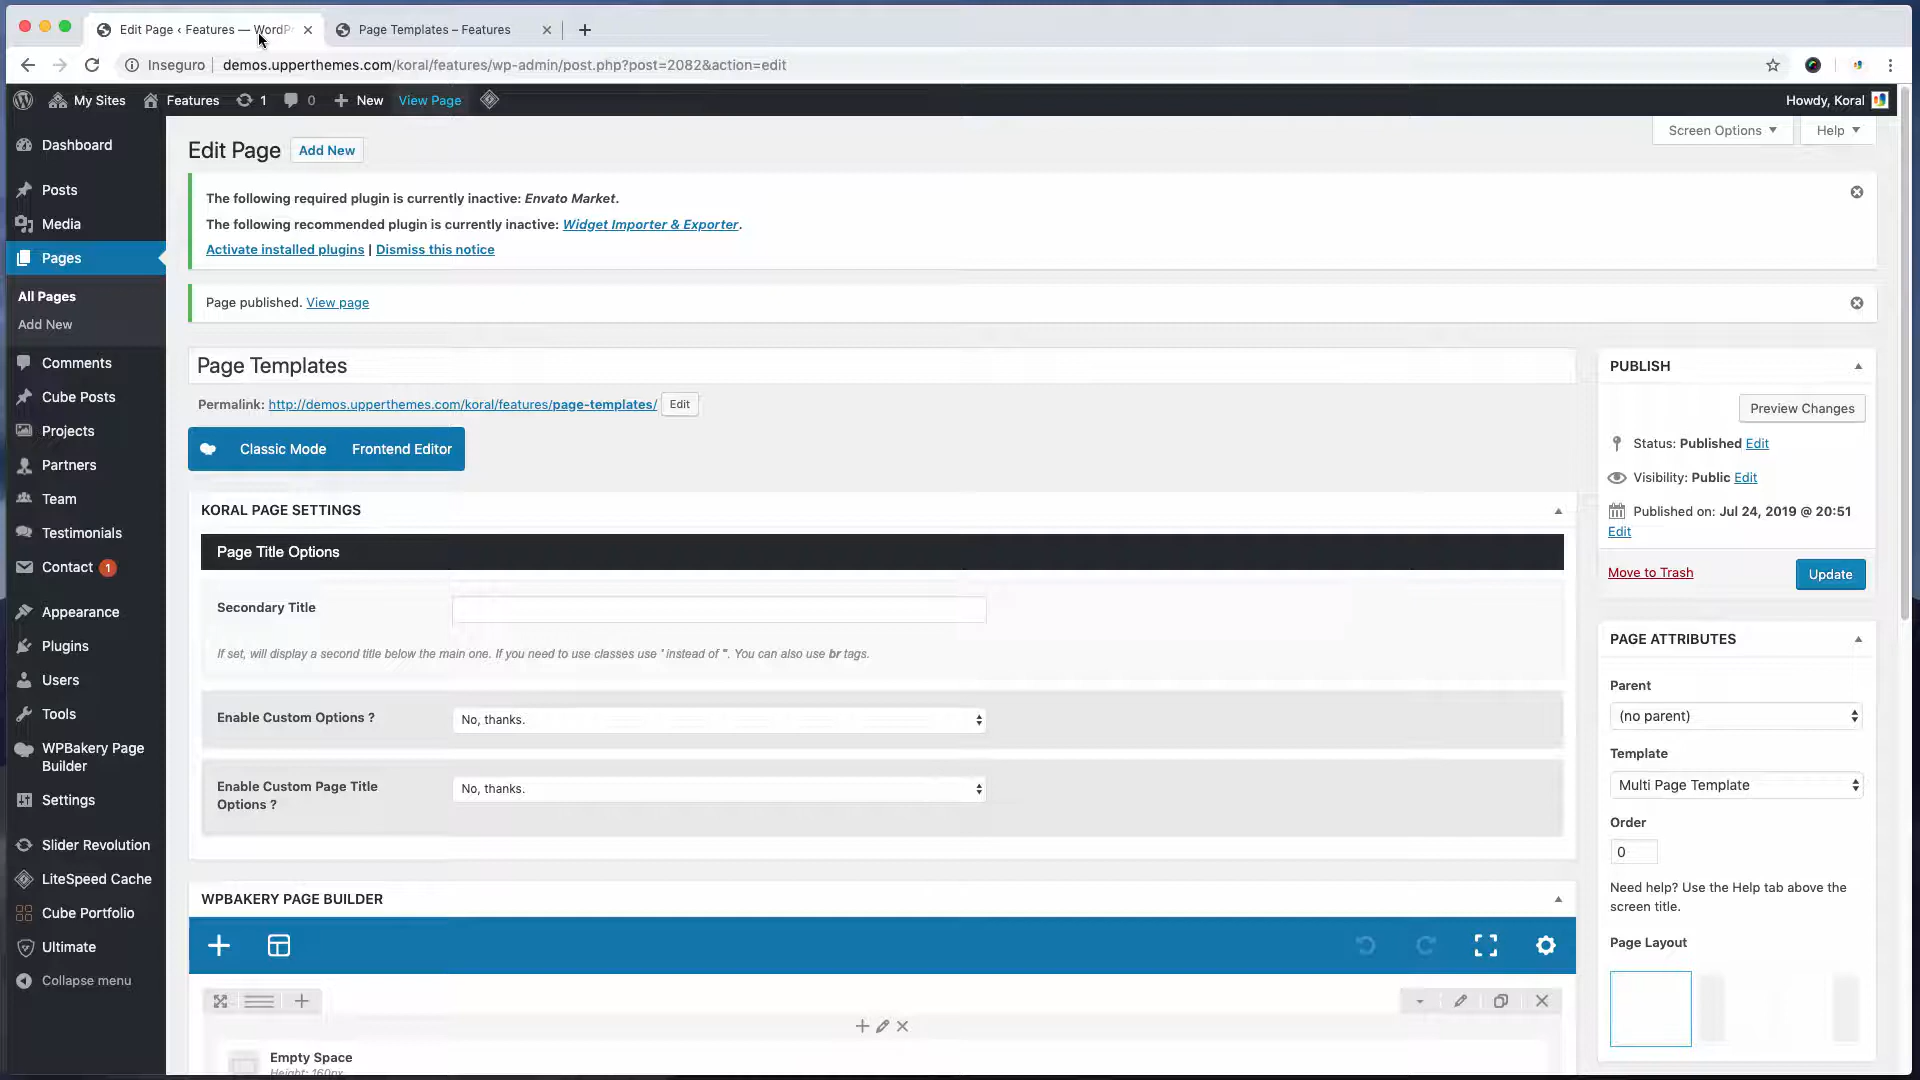 Edit Page ‹ Features — WordPr
Page Templates – Features
Inseguro
demos.upperthemes.com/koral/features/wp-admin/post.php?post=2082&action=edit
My Sites
Features
1
0
New
View Page
Howdy, Koral
Dashboard
Posts
Media
Pages
All Pages
Add New
Comments
Cube Posts
Projects
Partners
Team
Testimonials
Contact 1
Appearance
Plugins
Users
Tools
WPBakery Page
Builder
Settings
Slider Revolution
LiteSpeed Cache
Cube Portfolio
Ultimate
Collapse menu
Screen Options
Help
Edit Page
Add New
The following required plugin is currently inactive: Envato Market.
The following recommended plugin is currently inactive: Widget Importer & Exporter.
Activate installed plugins | Dismiss this notice
Page published. View page
Page Templates
Permalink: http://demos.upperthemes.com/koral/features/page-templates/ Edit
Classic Mode
Frontend Editor
KORAL PAGE SETTINGS
Page Title Options
Secondary Title
If set, will display a second title below the main one. If you need to use classes use ' instead of ". You can also use br tags.
Enable Custom Options ?
No, thanks.
Enable Custom Page Title
Options ?
No, thanks.
WPBAKERY PAGE BUILDER
Empty Space
Height: 160px
PUBLISH
Preview Changes
Status: Published Edit
Visibility: Public Edit
Published on: Jul 24, 2019 @ 20:51
Edit
Move to Trash
Update
PAGE ATTRIBUTES
Parent
(no parent)
Template
Multi Page Template
Order
0
Need help? Use the Help tab above the
screen title.
Page Layout